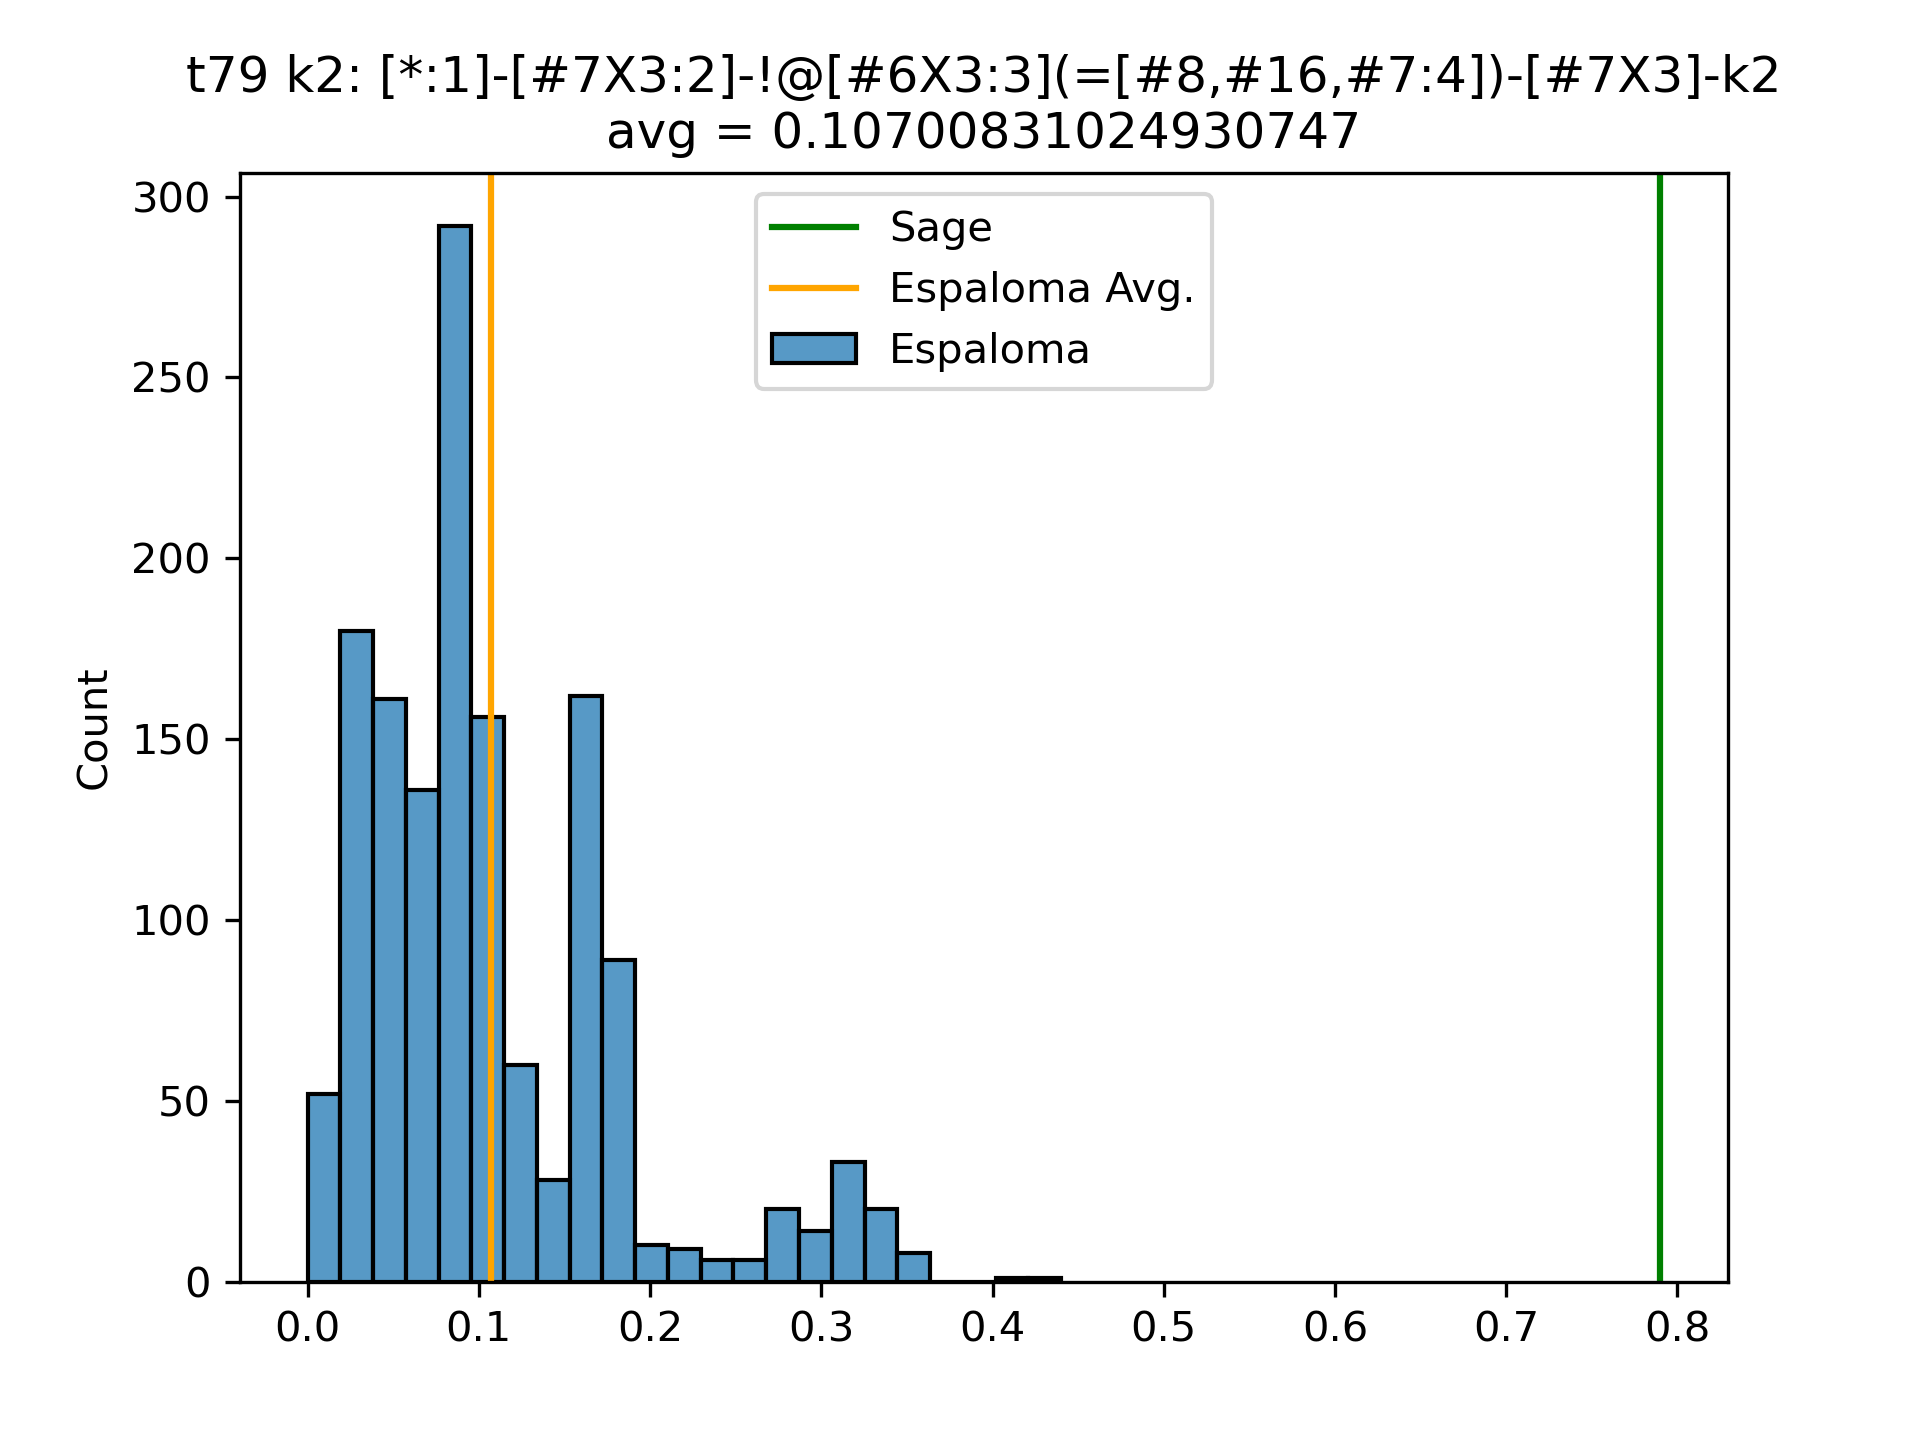 t79 k2: [*:1]-[#7X3:2]-!@[#6X3:3](=[#8,#16,#7:4])-[#7X3]-k2
avg = 0.10700831024930747
Sage
Espaloma Avg.
Espaloma
300
250
200
150
100
50
0
Count
0.0 0.1 0.2 0.3 0.4 0.5 0.6 0.7 0.8